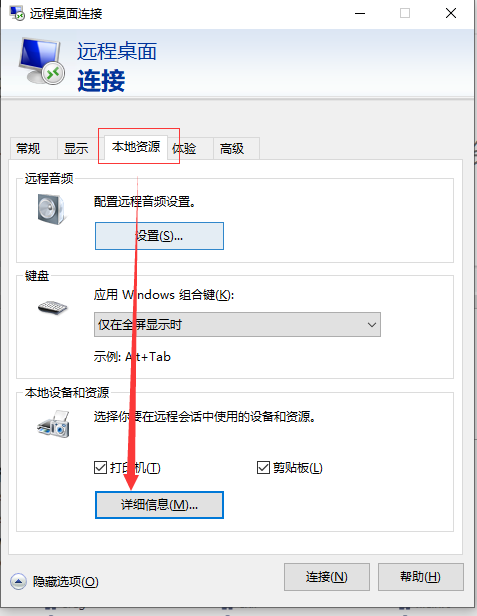 远程桌面连接
远程桌面
连接
常规 显示 本地资源 体验 高级
远程音频
配置远程音频设置。
设置(S)...
键盘
应用 Windows 组合键(K):
仅在全屏显示时
示例: Alt+Tab
本地设备和资源
选择你要在远程会话中使用的设备和资源。
打印机(T) 剪贴板(L)
详细信息(M)...
隐藏选项(O) 连接(N) 帮助(H)